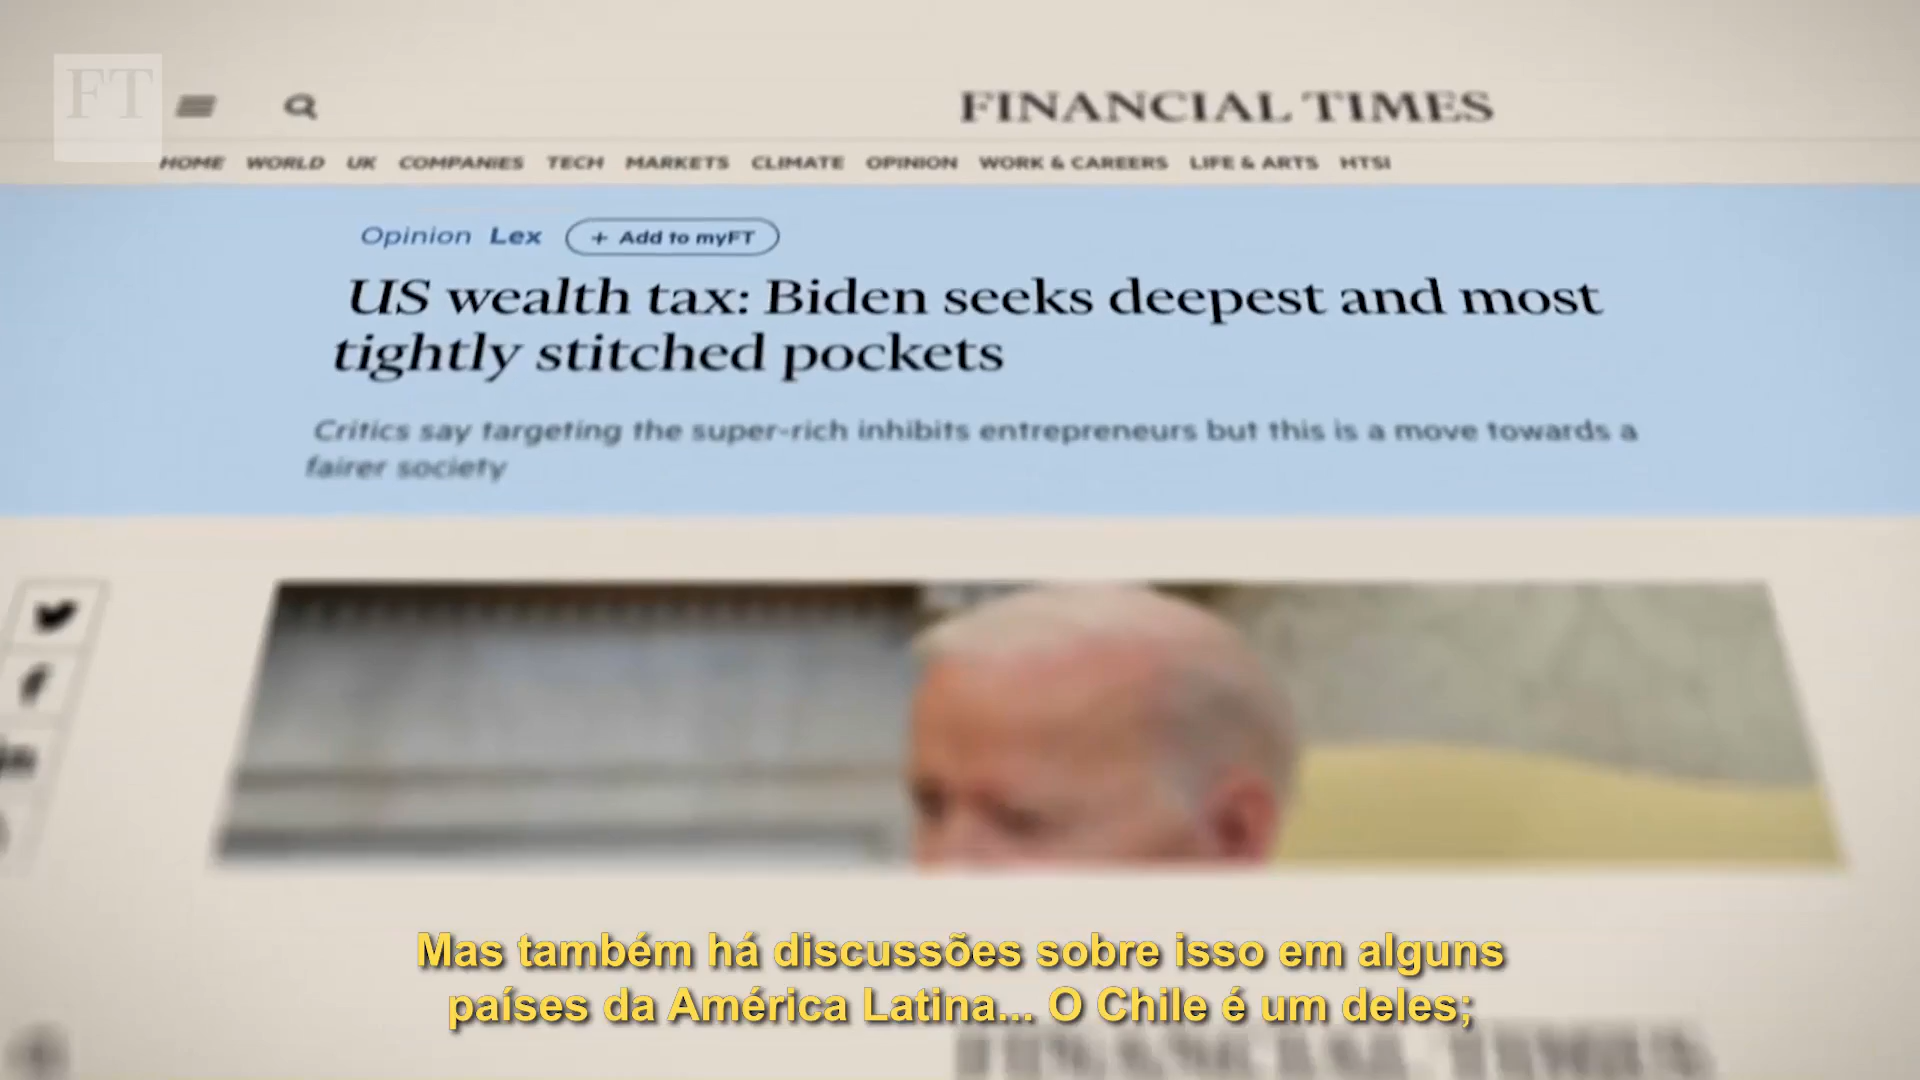 FT
FINANCIAL TIMES
HOME WORLD UK COMPANIES TECH MARKETS CLIMATE OPINION WORK & CAREERS LIFE & ARTS HTSI
Opinion Lex + Add to myFT
US wealth tax: Biden seeks deepest and most
tightly stitched pockets
Critics say targeting the super-rich inhibits entrepreneurs but this is a move towards a
fairer society
in
Mas também há discussões sobre isso em alguns
países da América Latina... O Chile é um deles;
FINANCIAL TIMES